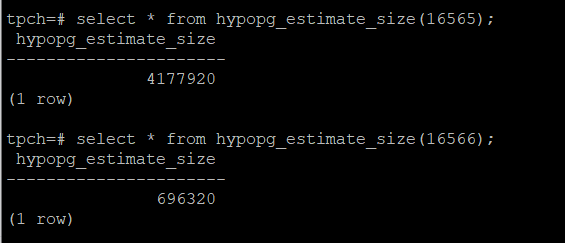 tpch=# select * from hypopg_estimate_size(16565);
 hypopg_estimate_size
----------------------
              4177920
(1 row)

tpch=# select * from hypopg_estimate_size(16566);
 hypopg_estimate_size
----------------------
               696320
(1 row)